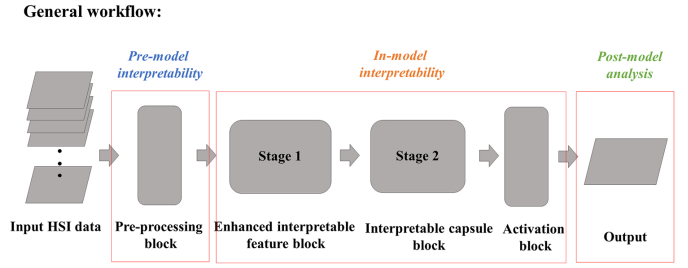 General workflow:
Pre-model
interpretability
In-model
interpretability
Post-model
analysis
Stage 1
Stage 2
Input HSI data
Pre-processing
block
Enhanced interpretable
feature block
Interpretable capsule
block
Activation
block
Output